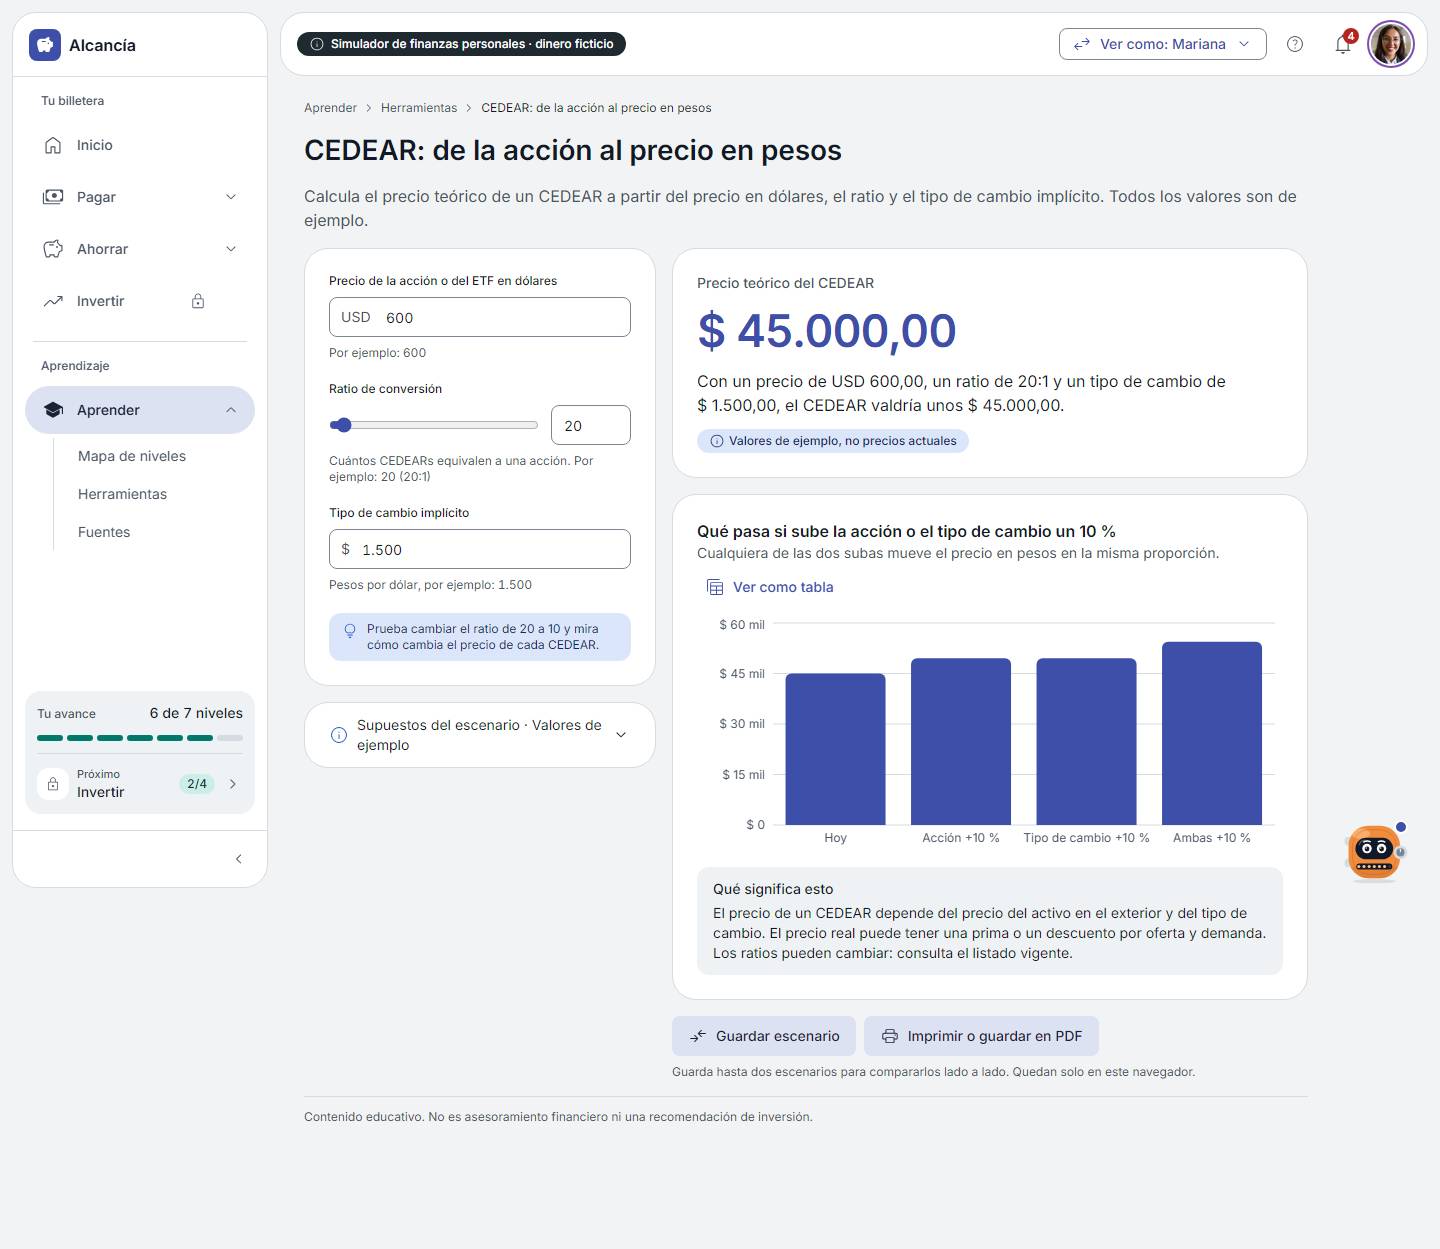 Alcancía
Simulador de finanzas personales · dinero ficticio
Ver como: Mariana
4
Tu billetera
Inicio
Pagar
Ahorrar
Invertir
Aprendizaje
Aprender
Mapa de niveles
Herramientas
Fuentes
Tu avance
6 de 7 niveles
Próximo
Invertir
2/4
Aprender
Herramientas
CEDEAR: de la acción al precio en pesos
CEDEAR: de la acción al precio en pesos
Calcula el precio teórico de un CEDEAR a partir del precio en dólares, el ratio y el tipo de cambio implícito. Todos los valores son de
ejemplo.
Precio de la acción o del ETF en dólares
USD 600
Por ejemplo: 600
Ratio de conversión
20
Cuántos CEDEARs equivalen a una acción. Por
ejemplo: 20 (20:1)
Tipo de cambio implícito
$ 1.500
Pesos por dólar, por ejemplo: 1.500
Prueba cambiar el ratio de 20 a 10 y mira
cómo cambia el precio de cada CEDEAR.
Supuestos del escenario · Valores de
ejemplo
Precio teórico del CEDEAR
$ 45.000,00
Con un precio de USD 600,00, un ratio de 20:1 y un tipo de cambio de
$ 1.500,00, el CEDEAR valdría unos $ 45.000,00.
Valores de ejemplo, no precios actuales
Qué pasa si sube la acción o el tipo de cambio un 10 %
Cualquiera de las dos subas mueve el precio en pesos en la misma proporción.
Ver como tabla
$ 60 mil
$ 45 mil
$ 30 mil
$ 15 mil
$ 0
Hoy
Acción +10 %
Tipo de cambio +10 %
Ambas +10 %
Qué significa esto
El precio de un CEDEAR depende del precio del activo en el exterior y del tipo de
cambio. El precio real puede tener una prima o un descuento por oferta y demanda.
Los ratios pueden cambiar: consulta el listado vigente.
Guardar escenario
Imprimir o guardar en PDF
Guarda hasta dos escenarios para compararlos lado a lado. Quedan solo en este navegador.
Contenido educativo. No es asesoramiento financiero ni una recomendación de inversión.